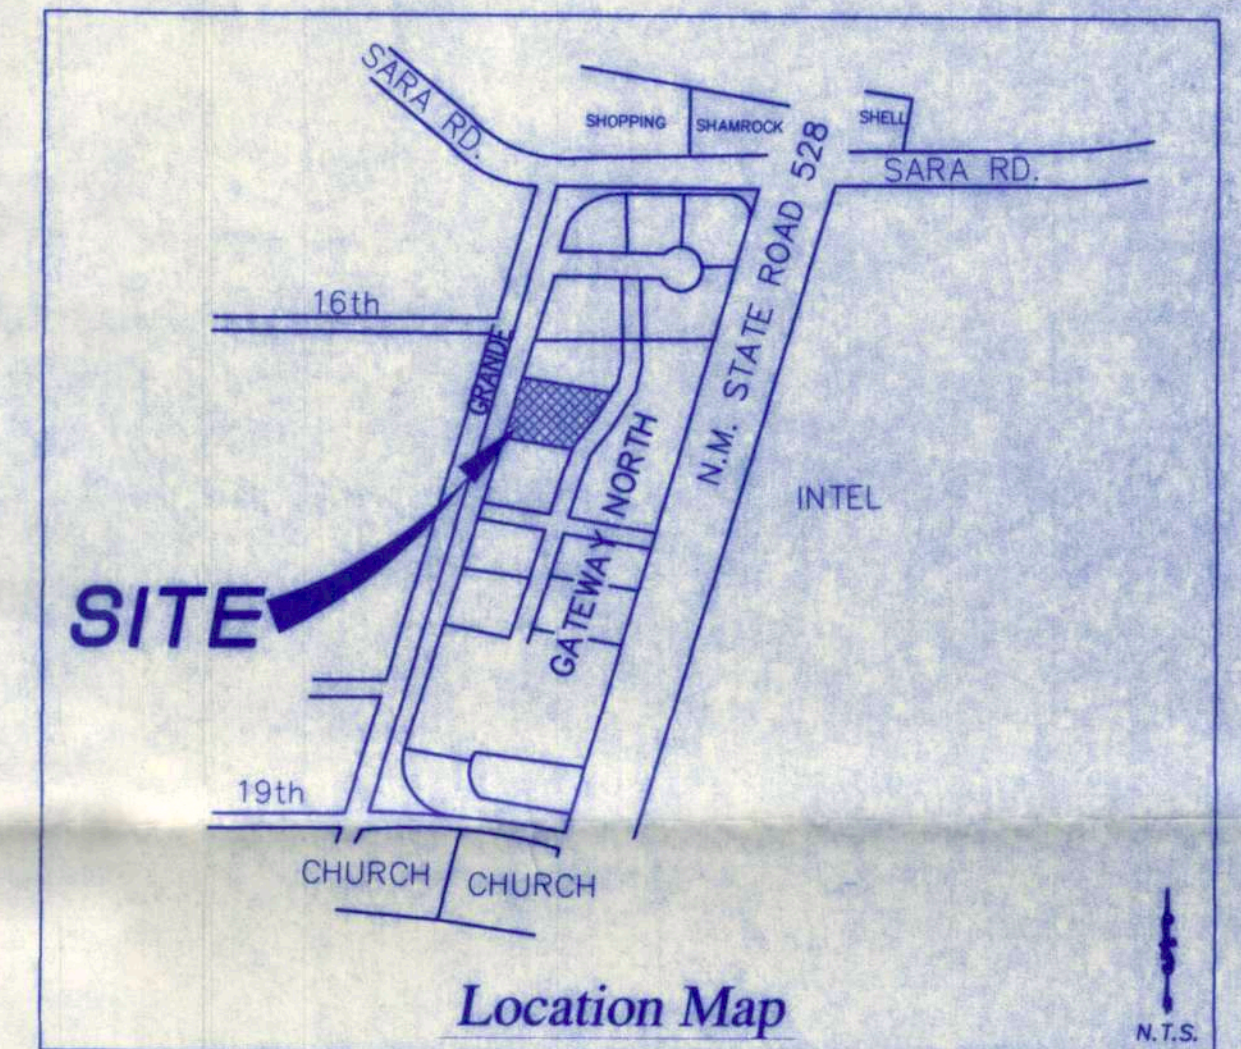 SARA RD.
SHOPPING
SHAMROCK
SHELL
SARA RD.
N.M. STATE ROAD 528
16th
GRANDE
INTEL
GATEWAY NORTH
SITE
19th
CHURCH
CHURCH
Location Map
N.T.S.